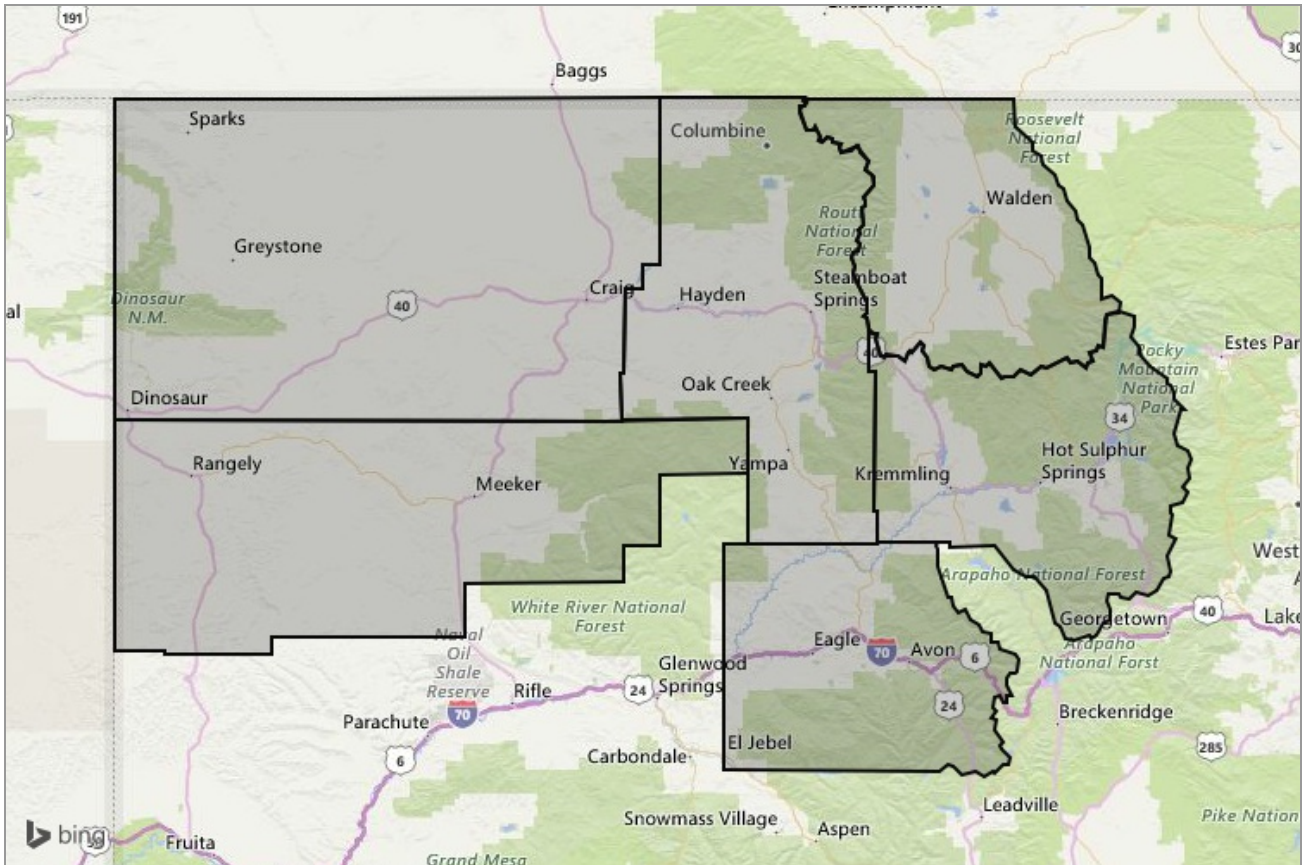 191
Baggs
30
Sparks
Columbine
Roosevelt
National
Forest
Walden
Greystone
Routt
National
Forest
Dinosaur
N.M.
40
Craig
Hayden
Steamboat
Springs
al
40
Rocky
Mountain
National
Park
Estes Par
Dinosaur
Oak Creek
34
Rangely
Meeker
Yampa
Kremmling
Hot Sulphur
Springs
West
Arapaho National Forest
White River National
Forest
Georgetown
40
Lake
Naval
Oil
Shale
Reserve
Eagle
70
Avon
6
Arapaho
National Forst
Glenwood
Springs
24
Rifle
70
24
Parachute
Breckenridge
El Jebel
6
Carbondale
285
Leadville
Snowmass Village
Aspen
Pike Nation
bing
Fruita
Grand Mesa